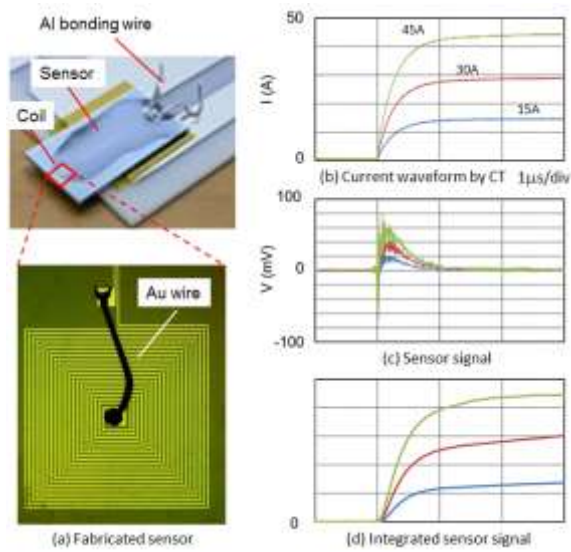 Al bonding wire
Sensor
Coil
Au wire
(a) Fabricated sensor
50
I (A)
0
45A
30A
15A
(b) Current waveform by CT 1μs/div
100
V (mV)
0
-100
(c) Sensor signal
0
(d) Integrated sensor signal